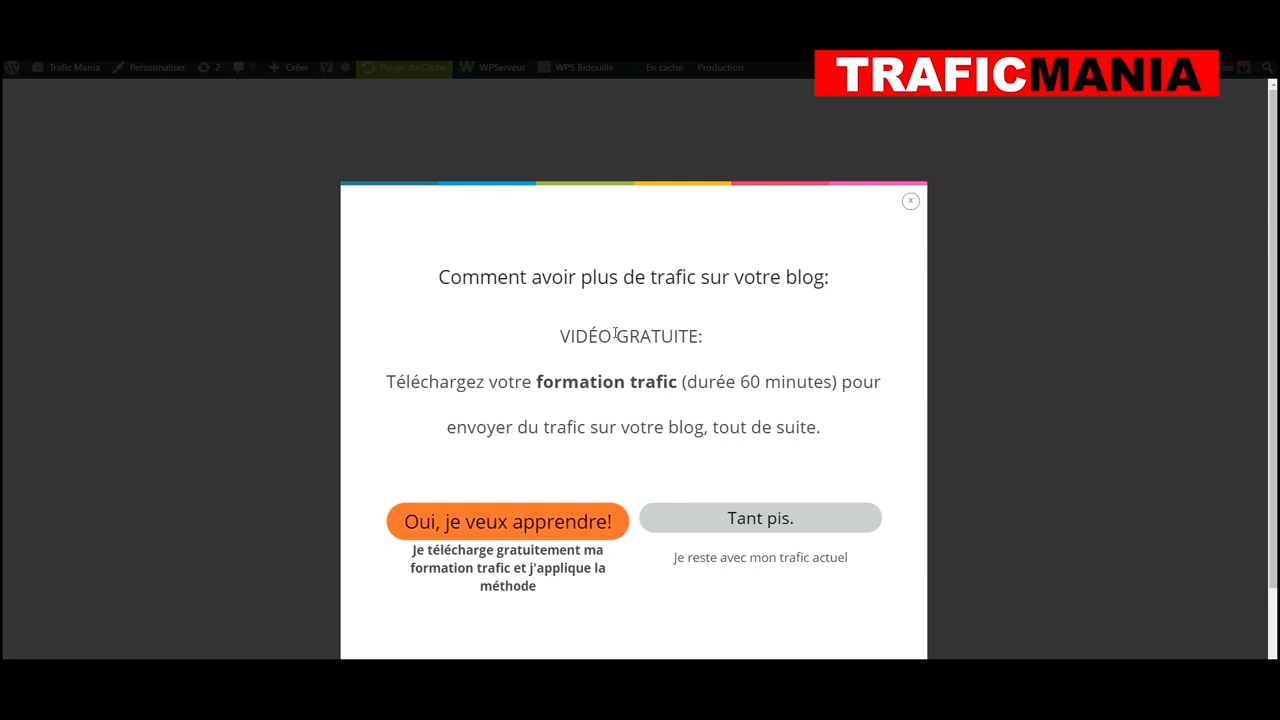 Trafic Mania Personnaliser 2 0 Créer Purge du Cache WPServeur WPS Bidouille En cache Production
TRAFICMANIA
x
Comment avoir plus de trafic sur votre blog:
VIDÉO GRATUITE:
Téléchargez votre formation trafic (durée 60 minutes) pour
envoyer du trafic sur votre blog, tout de suite.
Oui, je veux apprendre!
Tant pis.
Je télécharge gratuitement ma
formation trafic et j'applique la
méthode
Je reste avec mon trafic actuel